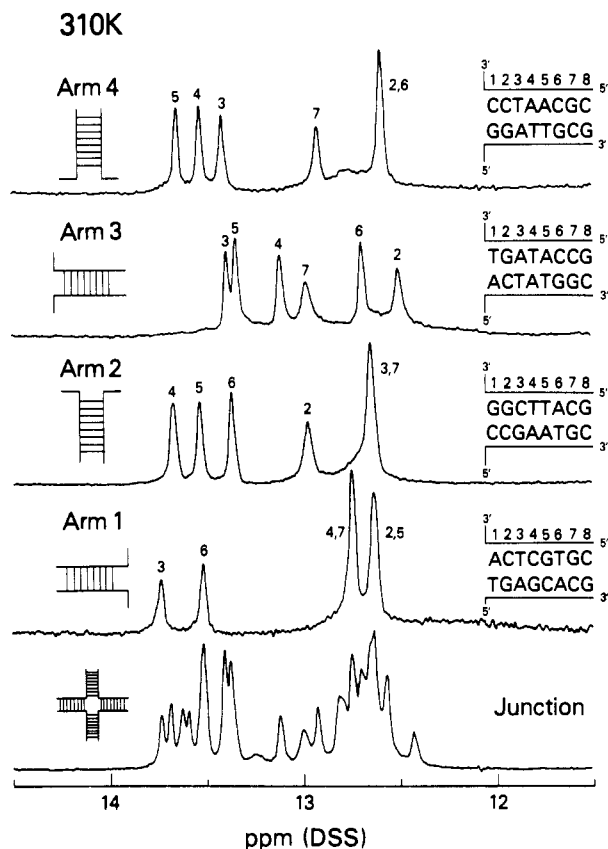 310K
Arm 4
5 4 3 7 2,6
3'
1 2 3 4 5 6 7 8 5'
CCTAACGC
GGATTGCG
3'
5'
Arm 3
3 5 4 7 6 2
3'
1 2 3 4 5 6 7 8 5'
TGATACCG
ACTATGGC
3'
5'
Arm 2
4 5 6 2 3,7
3'
1 2 3 4 5 6 7 8 5'
GGCTTACG
CCGAATGC
3'
5'
Arm 1
3 6 4,7 2,5
3'
1 2 3 4 5 6 7 8 5'
ACTCGTGC
TGAGCACG
3'
5'
Junction
14 13 12
ppm (DSS)